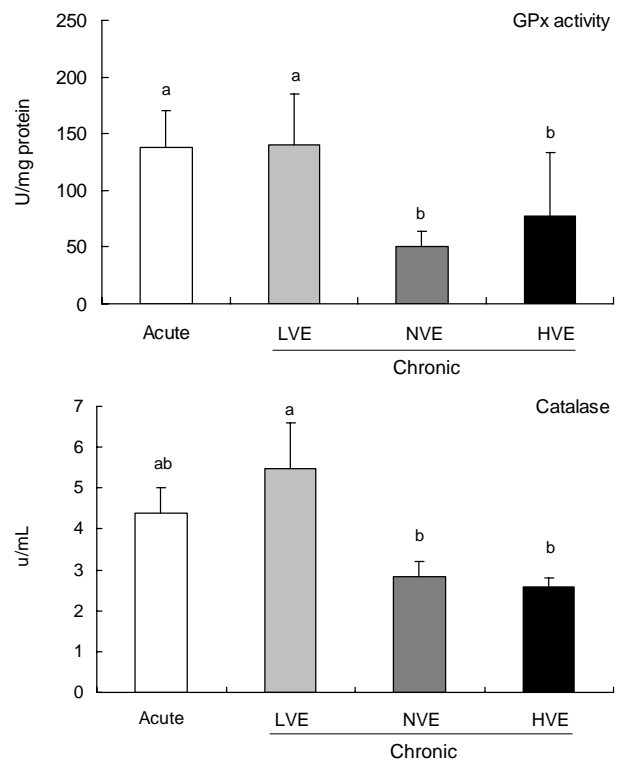 GPx activity
250
200
150
100
50
0
U/mg protein
a
a
b
b
Acute
LVE
NVE
HVE
Chronic
Catalase
7
6
5
4
3
2
1
0
u/mL
ab
a
b
b
Acute
LVE
NVE
HVE
Chronic